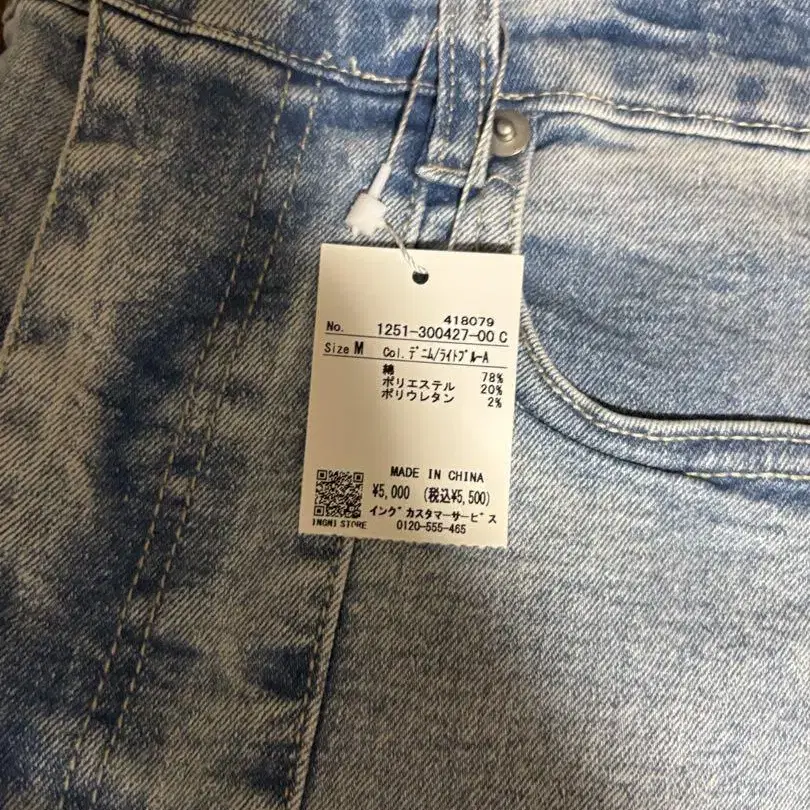 418079
No. 1251-300427-00 C
Size M Col. ﾃﾞﾆﾑ/ﾗｲﾄﾌﾞﾙｰA
綿 78%
ポリエステル 20%
ポリウレタン 2%
MADE IN CHINA
¥5,000 (税込¥5,500)
イングﾞカスタマーサーピﾞス
INGNI STORE 0120-555-465